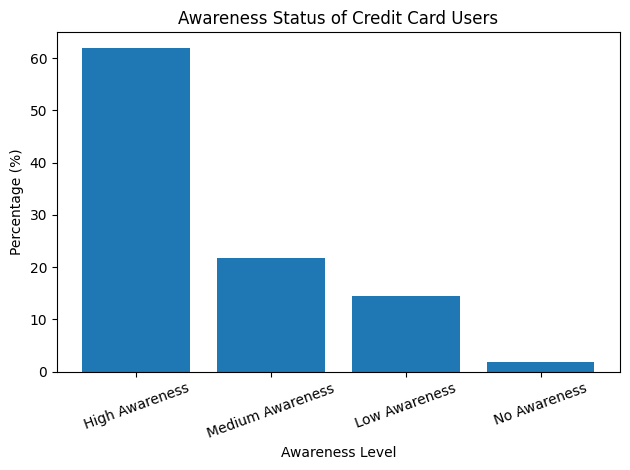 Awareness Status of Credit Card Users
Percentage (%)
60
50
40
30
20
10
0
High Awareness
Medium Awareness
Low Awareness
No Awareness
Awareness Level